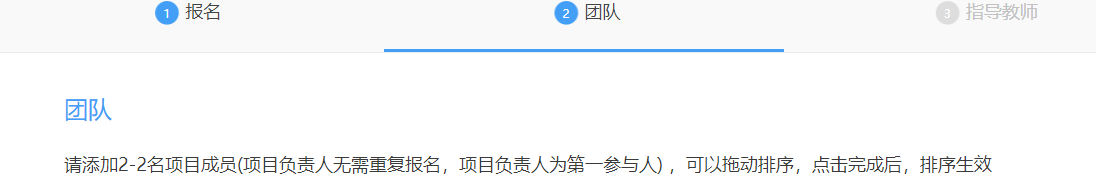 1 报名
2 团队
3 指导教师
团队
请添加2-2名项目成员(项目负责人无需重复报名，项目负责人为第一参与人) ，可以拖动排序，点击完成后，排序生效